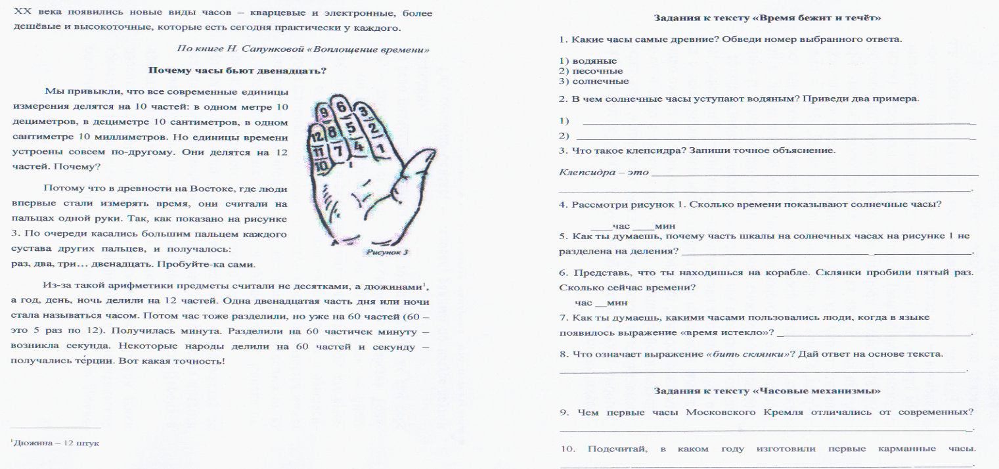 XX века появились новые виды часов – кварцевые и электронные, более
дешёвые и высокоточные, которые есть сегодня практически у каждого.
По книге Н. Сапунковой «Воплощение времени»
Почему часы бьют двенадцать?
Мы привыкли, что все современные единицы
измерения делятся на 10 частей: в одном метре 10
дециметров, в дециметре 10 сантиметров, в одном
сантиметре 10 миллиметров. Но единицы времени
устроены совсем по-другому. Они делятся на 12
частей. Почему?
Потому что в древности на Востоке, где люди
впервые стали измерять время, они считали на
пальцах одной руки. Так, как показано на рисунке
3. По очереди касались большим пальцем каждого
сустава других пальцев, и получалось:
раз, два, три… двенадцать. Пробуйте-ка сами.
9 6 3
12 8 5 2
11 7 4 1
10
Рисунок 3
Из-за такой арифметики предметы считали не десятками, а дюжинами¹,
а год, день, ночь делили на 12 частей. Одна двенадцатая часть дня или ночи
стала называться часом. Потом час тоже разделили, но уже на 60 частей (60 –
это 5 раз по 12). Получилась минута. Разделили на 60 частичек минуту –
возникла секунда. Некоторые народы делили на 60 частей и секунду –
получались те́рции. Вот какая точность!
¹Дюжина – 12 штук
Задания к тексту «Время бежит и течёт»
1. Какие часы самые древние? Обведи номер выбранного ответа.
1) водяные
2) песочные
3) солнечные
2. В чем солнечные часы уступают водяным? Приведи два примера.
1) ____
2) ____
3. Что такое клепсидра? Запиши точное объяснение.
Клепсидра – это ____
____.
4. Рассмотри рисунок 1. Сколько времени показывают солнечные часы?
____час ____мин
5. Как ты думаешь, почему часть шкалы на солнечных часах на рисунке 1 не
разделена на деления? ____.
6. Представь, что ты находишься на корабле. Склянки пробили пятый раз.
Сколько сейчас времени?
час __мин
7. Как ты думаешь, какими часами пользовались люди, когда в языке
появилось выражение «время истекло»? ____.
8. Что означает выражение «бить склянки»? Дай ответ на основе текста.
____.
Задания к тексту «Часовые механизмы»
9. Чем первые часы Московского Кремля отличались от современных?
____.
10. Подсчитай, в каком году изготовили первые карманные часы.
____.